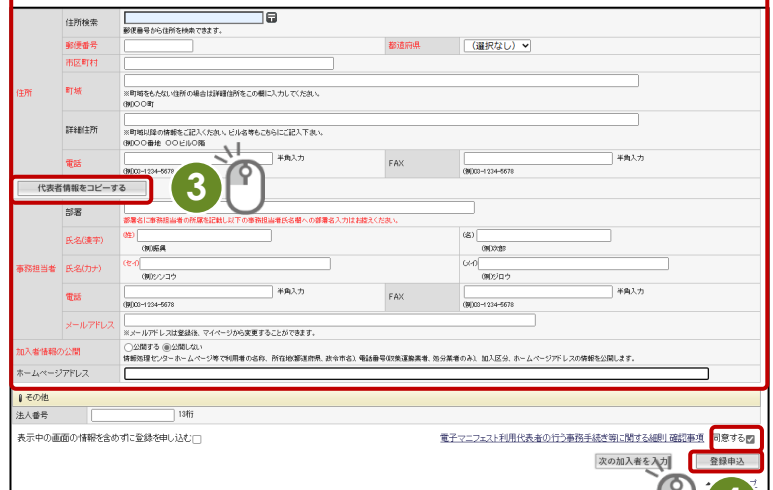 住所検索
郵便番号から住所を検索できます。
郵便番号
都道府県
(選択なし)
市区町村
住所
町域
※町域をもたない住所の場合は詳細住所をこの欄に入力してください。
(例)○○町
詳細住所
※町域以降の情報をご記入ください。ビル名等もこちらにご記入下さい。
(例)○○番地 ○○ビル○階
電話
半角入力
(例)03-1234-5678
FAX
半角入力
(例)03-1234-5678
代表者情報をコピーする
3
部署
部署名に事務担当者の所属を記載し以下の事務担当者氏名欄への部署名入力はお控えください。
事務担当者
氏名(漢字)
(姓)
(例)振興
(名)
(例)次郎
氏名(カナ)
(セイ)
(例)シンコウ
(メイ)
(例)ジロウ
電話
半角入力
(例)03-1234-5678
FAX
半角入力
(例)03-1234-5678
メールアドレス
※メールアドレスは登録後、マイページから変更することができます。
加入者情報の公開
公開する 公開しない
情報処理センターホームページ等で利用者の名称、所在地(都道府県、政令市名)、電話番号(収集運搬業者、処分業者のみ)、加入区分、ホームページアドレスの情報を公開します。
ホームページアドレス
その他
法人番号
13桁
表示中の画面の情報を含めずに登録を申し込む
電子マニフェスト利用代表者の行う事務手続き等に関する細則 確認事項
同意する
次の加入者を入力
登録申込